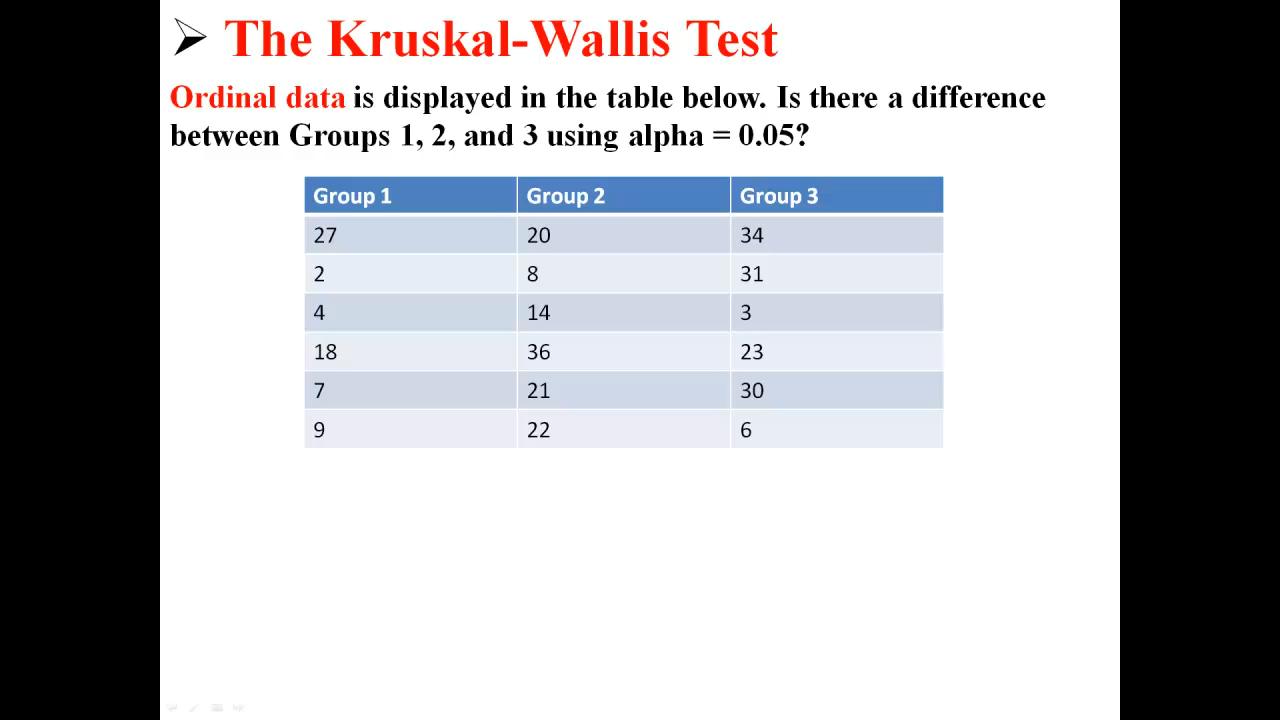 The Kruskal-Wallis Test
Ordinal data is displayed in the table below. Is there a difference
between Groups 1, 2, and 3 using alpha = 0.05?
Group 1 Group 2 Group 3
27 20 34
2 8 31
4 14 3
18 36 23
7 21 30
9 22 6